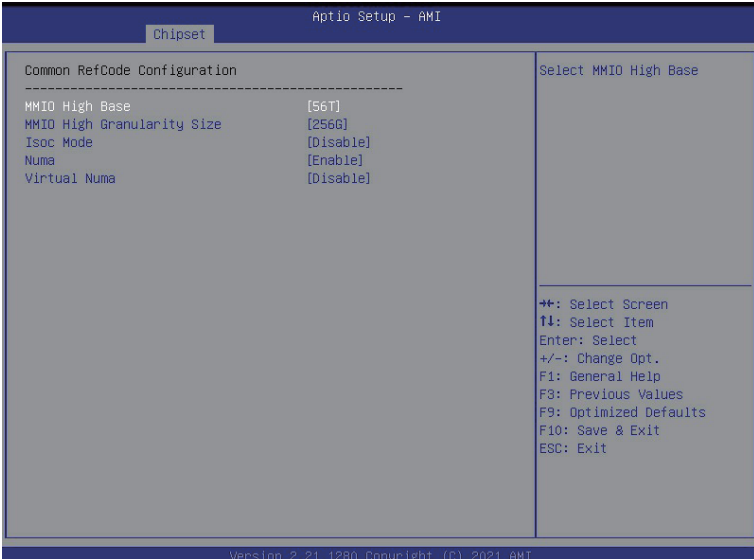 Aptio Setup – AMI
Chipset
Common RefCode Configuration
--------------------------------------------------
MMIO High Base [56T]
MMIO High Granularity Size [256G]
Isoc Mode [Disable]
Numa [Enable]
Virtual Numa [Disable]
Select MMIO High Base
→←: Select Screen
↑↓: Select Item
Enter: Select
+/-: Change Opt.
F1: General Help
F3: Previous Values
F9: Optimized Defaults
F10: Save & Exit
ESC: Exit
Version 2.21.1280 Copyright (C) 2021 AMI